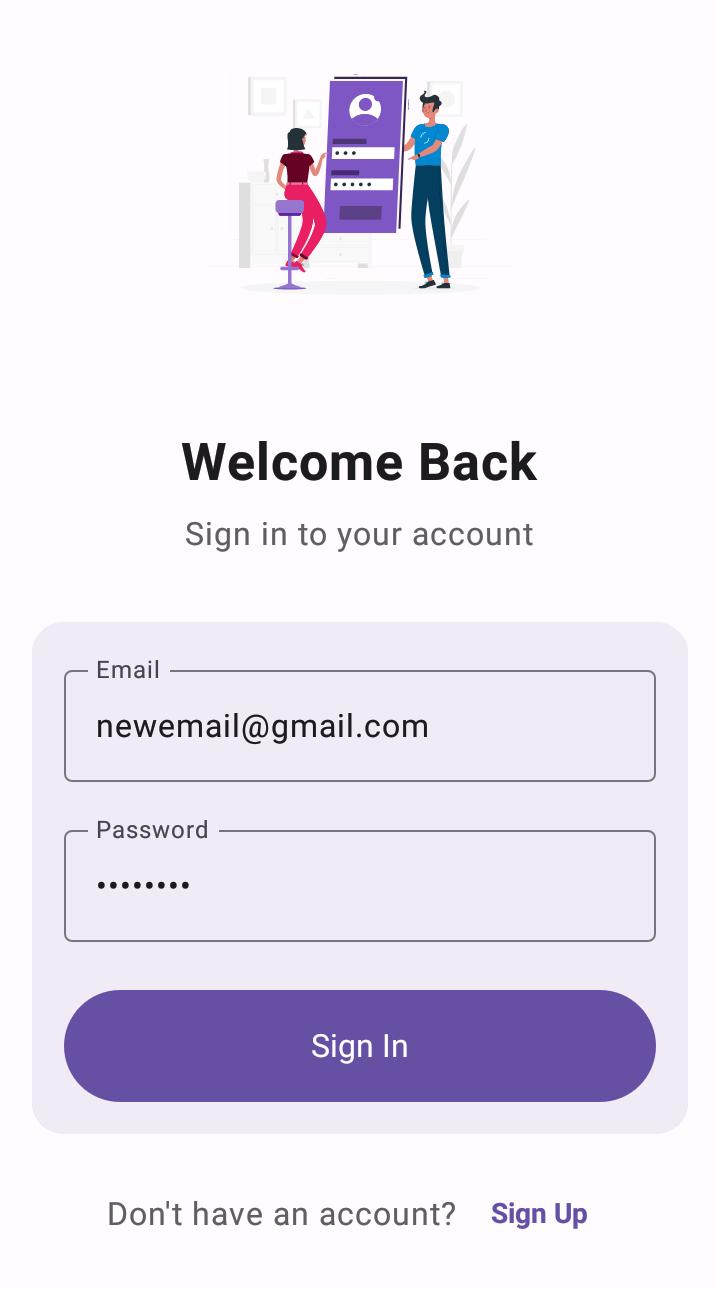 Welcome Back
Sign in to your account
Email
newemail@gmail.com
Password
••••••••
Sign In
Don't have an account? Sign Up